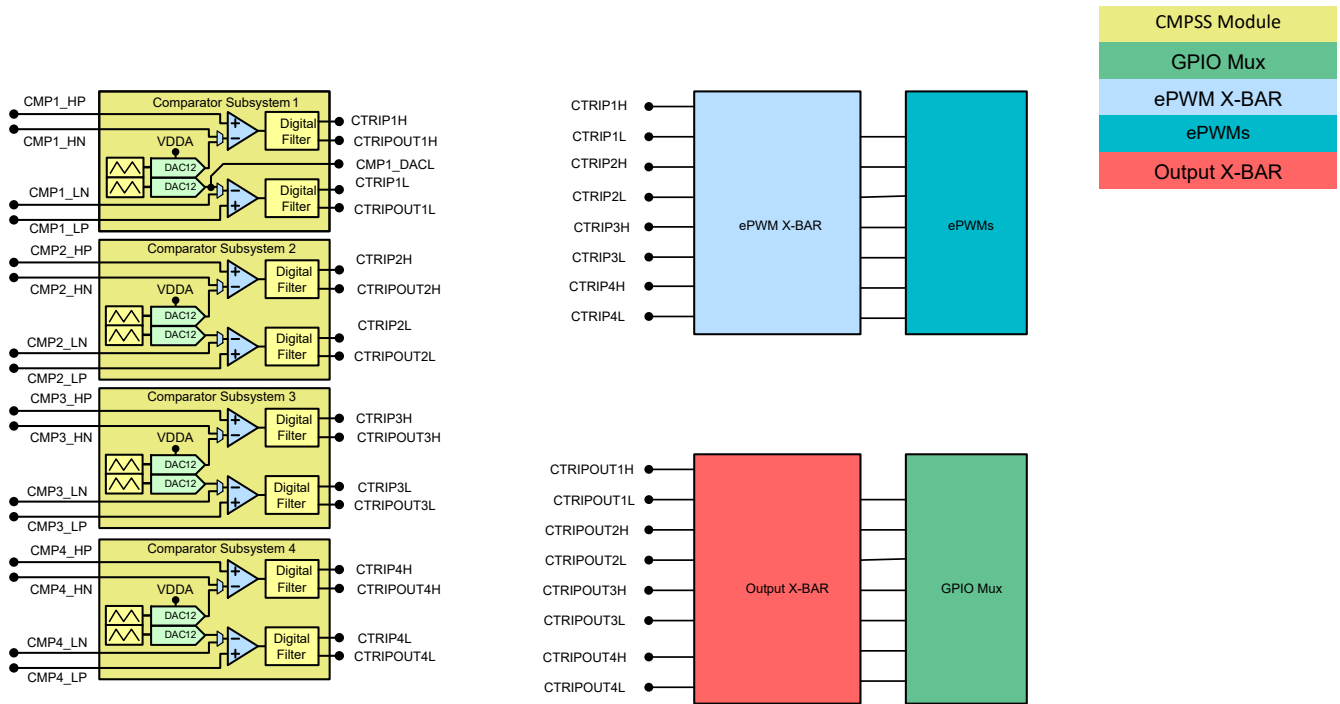 CMPSS Module
GPIO Mux
ePWM X-BAR
ePWMs
Output X-BAR
Comparator Subsystem 1
CMP1_HP
CMP1_HN
VDDA
DAC12
DAC12
CMP1_LN
CMP1_LP
+
−
−
+
Digital
Filter
Digital
Filter
CTRIP1H
CTRIPOUT1H
CMP1_DACL
CTRIP1L
CTRIPOUT1L
Comparator Subsystem 2
CMP2_HP
CMP2_HN
VDDA
DAC12
DAC12
CMP2_LN
CMP2_LP
+
−
−
+
Digital
Filter
Digital
Filter
CTRIP2H
CTRIPOUT2H
CTRIP2L
CTRIPOUT2L
Comparator Subsystem 3
CMP3_HP
CMP3_HN
VDDA
DAC12
DAC12
CMP3_LN
CMP3_LP
+
−
−
+
Digital
Filter
Digital
Filter
CTRIP3H
CTRIPOUT3H
CTRIP3L
CTRIPOUT3L
Comparator Subsystem 4
CMP4_HP
CMP4_HN
VDDA
DAC12
DAC12
CMP4_LN
CMP4_LP
+
−
−
+
Digital
Filter
Digital
Filter
CTRIP4H
CTRIPOUT4H
CTRIP4L
CTRIPOUT4L
CTRIP1H
CTRIP1L
CTRIP2H
CTRIP2L
CTRIP3H
CTRIP3L
CTRIP4H
CTRIP4L
ePWM X-BAR
ePWMs
CTRIPOUT1H
CTRIPOUT1L
CTRIPOUT2H
CTRIPOUT2L
CTRIPOUT3H
CTRIPOUT3L
CTRIPOUT4H
CTRIPOUT4L
Output X-BAR
GPIO Mux